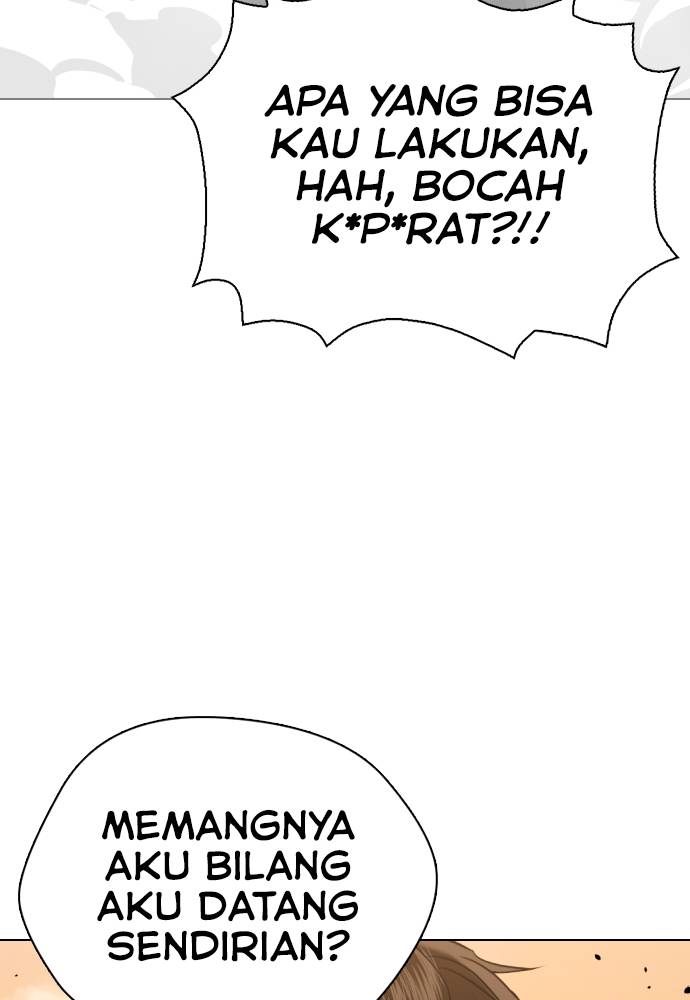 APA YANG BISA
KAU LAKUKAN,
HAH, BOCAH
K*P*RAT?!!
MEMANGNYA
AKU BILANG
AKU DATANG
SENDIRIAN?